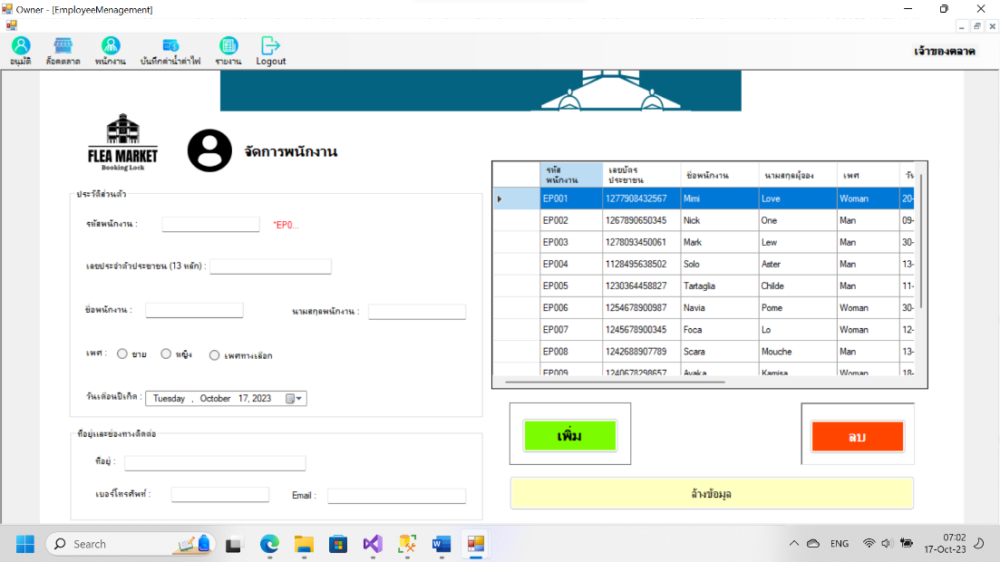 Owner - [EmployeeMenagement]
อนุมัติ
ล็อคตลาด
พนักงาน
บันทึกค่าน้ำค่าไฟ
รายงาน
Logout
เจ้าของตลาด
FLEA MARKET
Booking Lock
จัดการพนักงาน
ประวัติส่วนตัว
รหัสพนักงาน :
*EP0...
เลขประจำตัวประชาชน (13 หลัก) :
ชื่อพนักงาน :
นามสกุลพนักงาน :
เพศ :
ชาย
หญิง
เพศทางเลือก
วันเดือนปีเกิด :
Tuesday , October 17, 2023
ที่อยู่และช่องทางติดต่อ
ที่อยู่ :
เบอร์โทรศัพท์ :
Email :
รหัสพนักงาน เลขบัตรประชาชน ชื่อพนักงาน นามสกุลผู้จอง เพศ วัน
EP001 1277908432567 Mimi Love Woman 20-
EP002 1267890650345 Nick One Man 09-
EP003 1278093450061 Mark Lew Man 30-
EP004 1128495638502 Solo Aster Man 13-
EP005 1230364458827 Tartaglia Childe Man 11-
EP006 1254678900987 Navia Pome Woman 30-
EP007 1245678900345 Foca Lo Woman 12-
EP008 1242688907789 Scara Mouche Man 13-
EP009 1240678298657 Ayaka Kamisa Woman 18-
เพิ่ม
ลบ
ล้างข้อมูล
Search
ENG
07:02
17-Oct-23